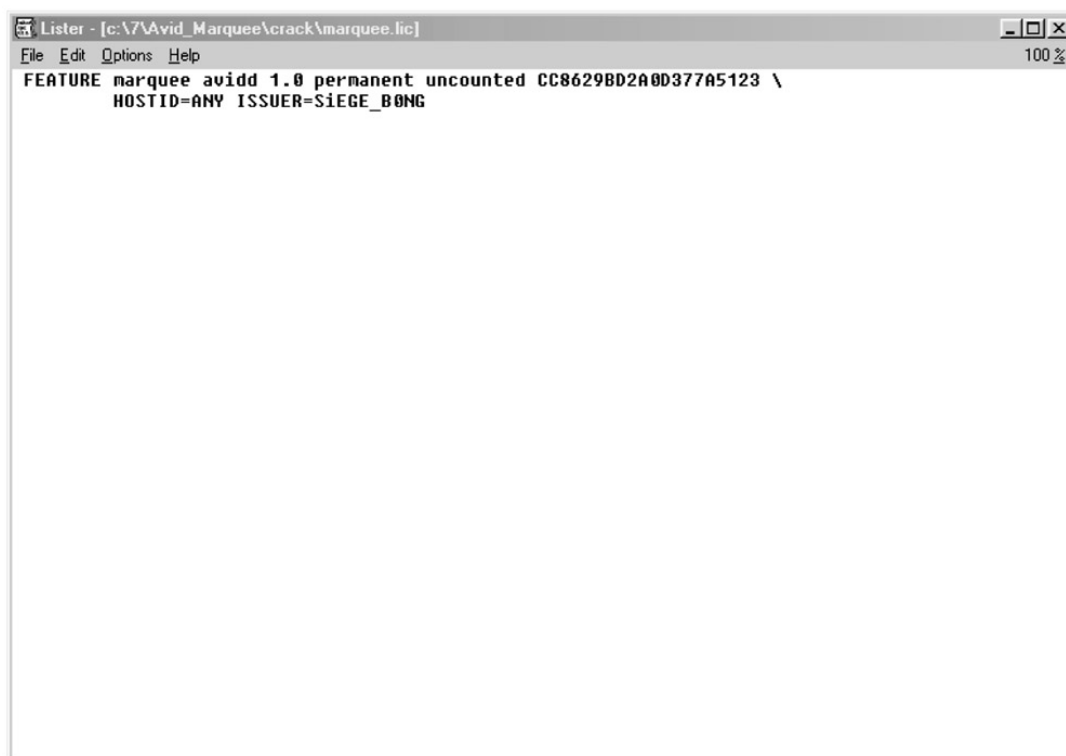 Lister - [c:\7\Avid_Marquee\crack\marquee.lic]
File Edit Options Help 100 %
FEATURE marquee avidd 1.0 permanent uncounted CC8629BD2A0D377A5123 \
HOSTID=ANY ISSUER=SiEGE_B0NG